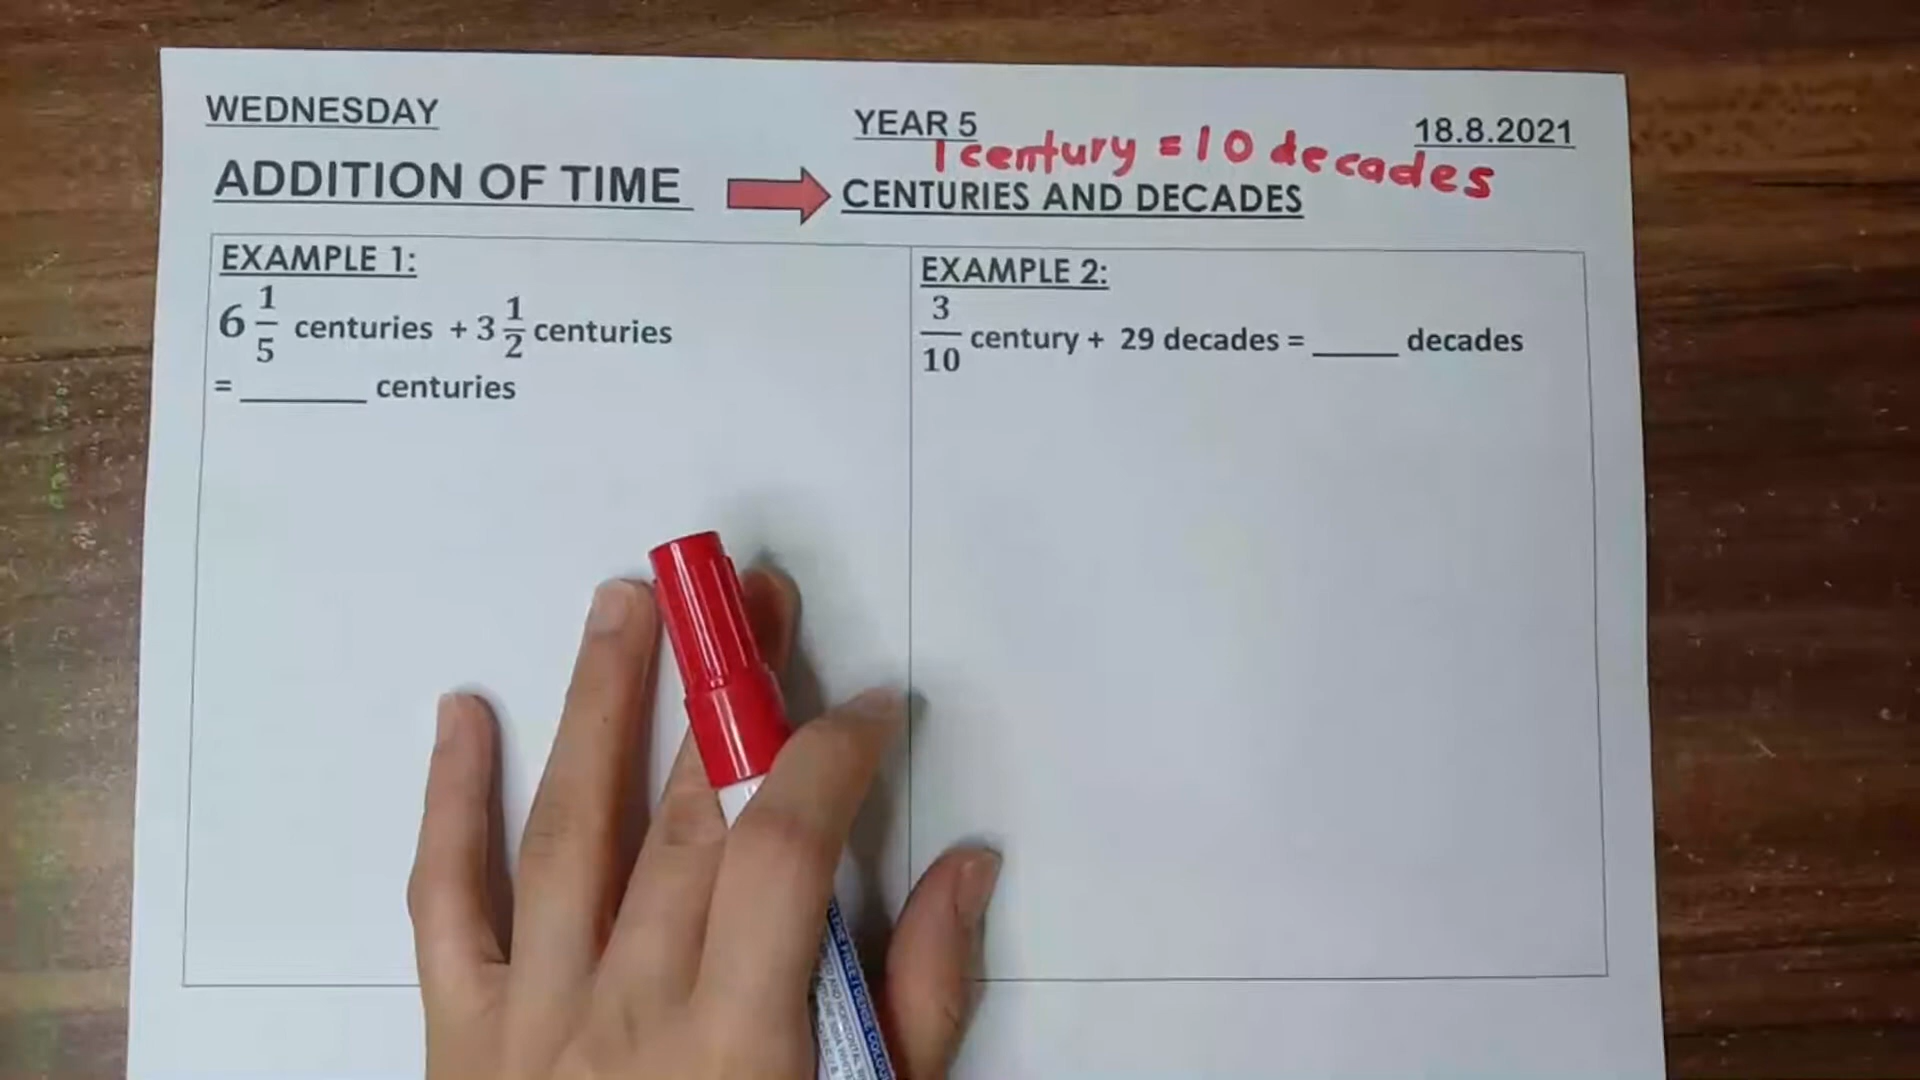 WEDNESDAY
YEAR 5
18.8.2021
1 century = 10 decades
ADDITION OF TIME
CENTURIES AND DECADES
EXAMPLE 1:
6 1/5 centuries + 3 1/2 centuries
= ______ centuries
EXAMPLE 2:
3/10 century + 29 decades = _____ decades